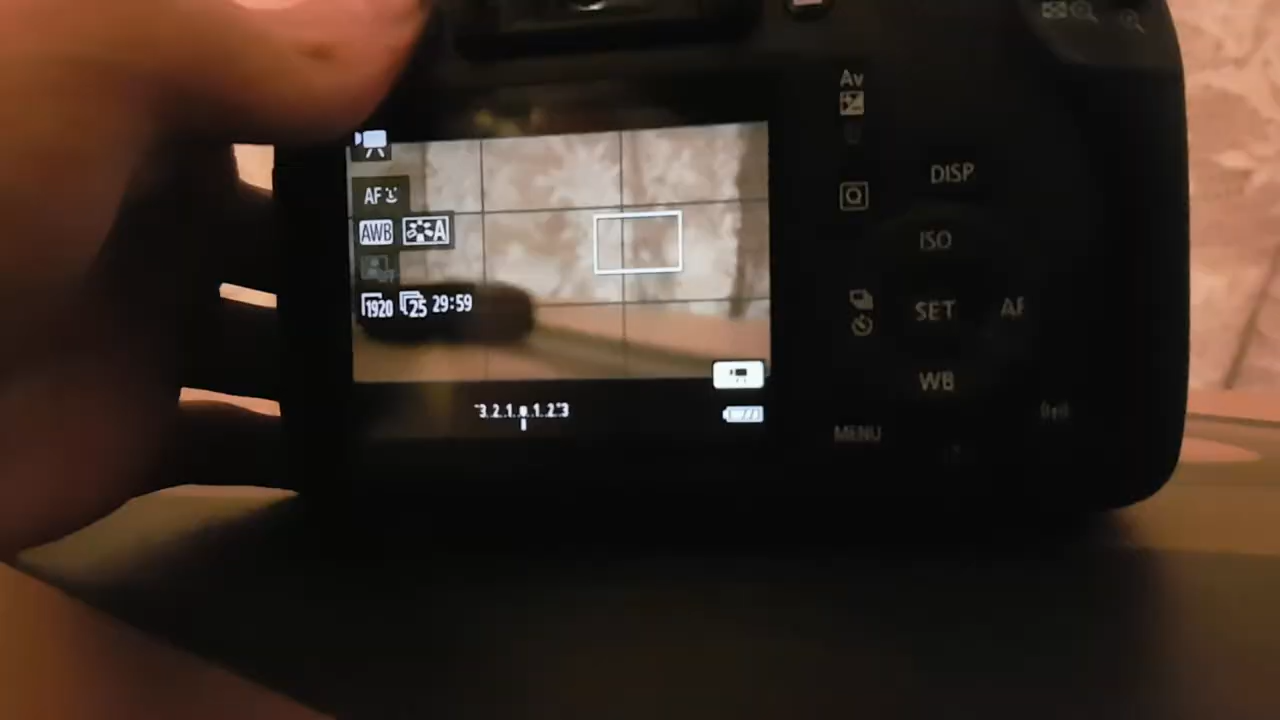 Av
DISP
AF
Q
AWB
A
ISO
1920 25 29:59
SET
AF
WB
3.2.1.0.1.2.3
MENU